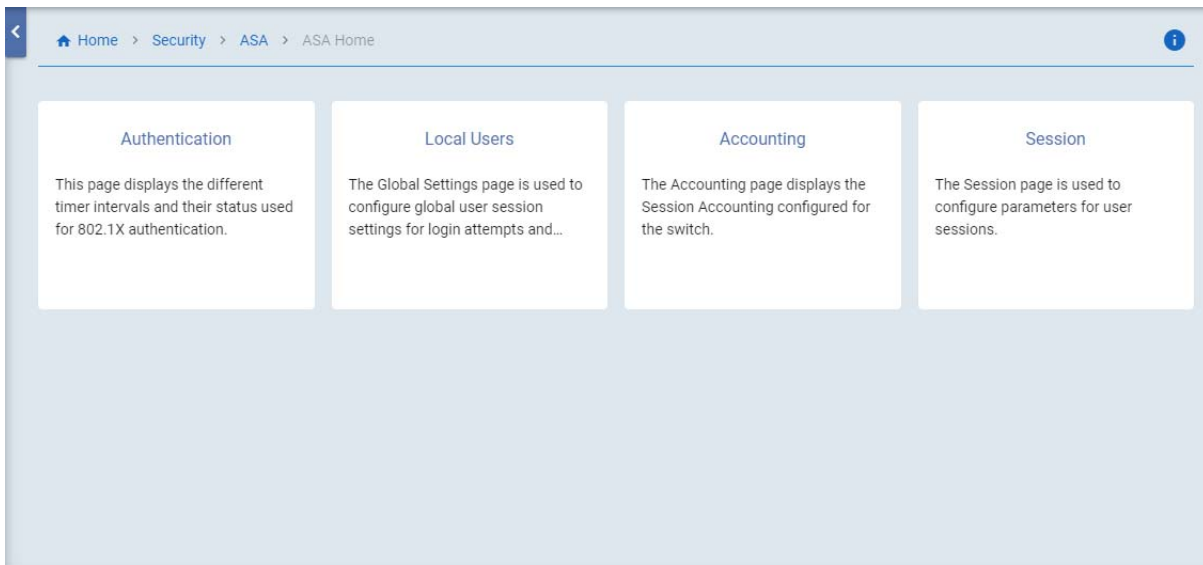 Home > Security > ASA > ASA Home
Authentication
This page displays the different
timer intervals and their status used
for 802.1X authentication.
Local Users
The Global Settings page is used to
configure global user session
settings for login attempts and...
Accounting
The Accounting page displays the
Session Accounting configured for
the switch.
Session
The Session page is used to
configure parameters for user
sessions.